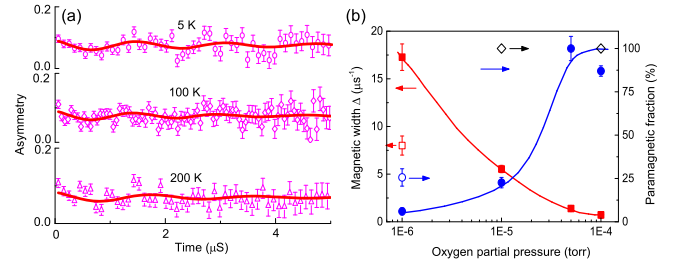 (a)
0.2
5 K
0.0
0.2
100 K
0.0
0.2
200 K
0.0
0
2
4
Time (μS)
Asymmetry
(b)
20
15
10
5
0
Magnetic width Δ (μs⁻¹)
100
75
50
25
0
Paramagnetic fraction (%)
1E-6
1E-5
1E-4
Oxygen partial pressure (torr)